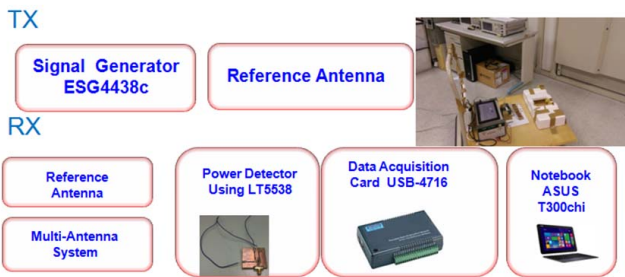 TX
Signal Generator
ESG4438c
Reference Antenna
RX
Reference
Antenna
Multi-Antenna
System
Power Detector
Using LT5538
Data Acquisition
Card USB-4716
Notebook
ASUS
T300chi